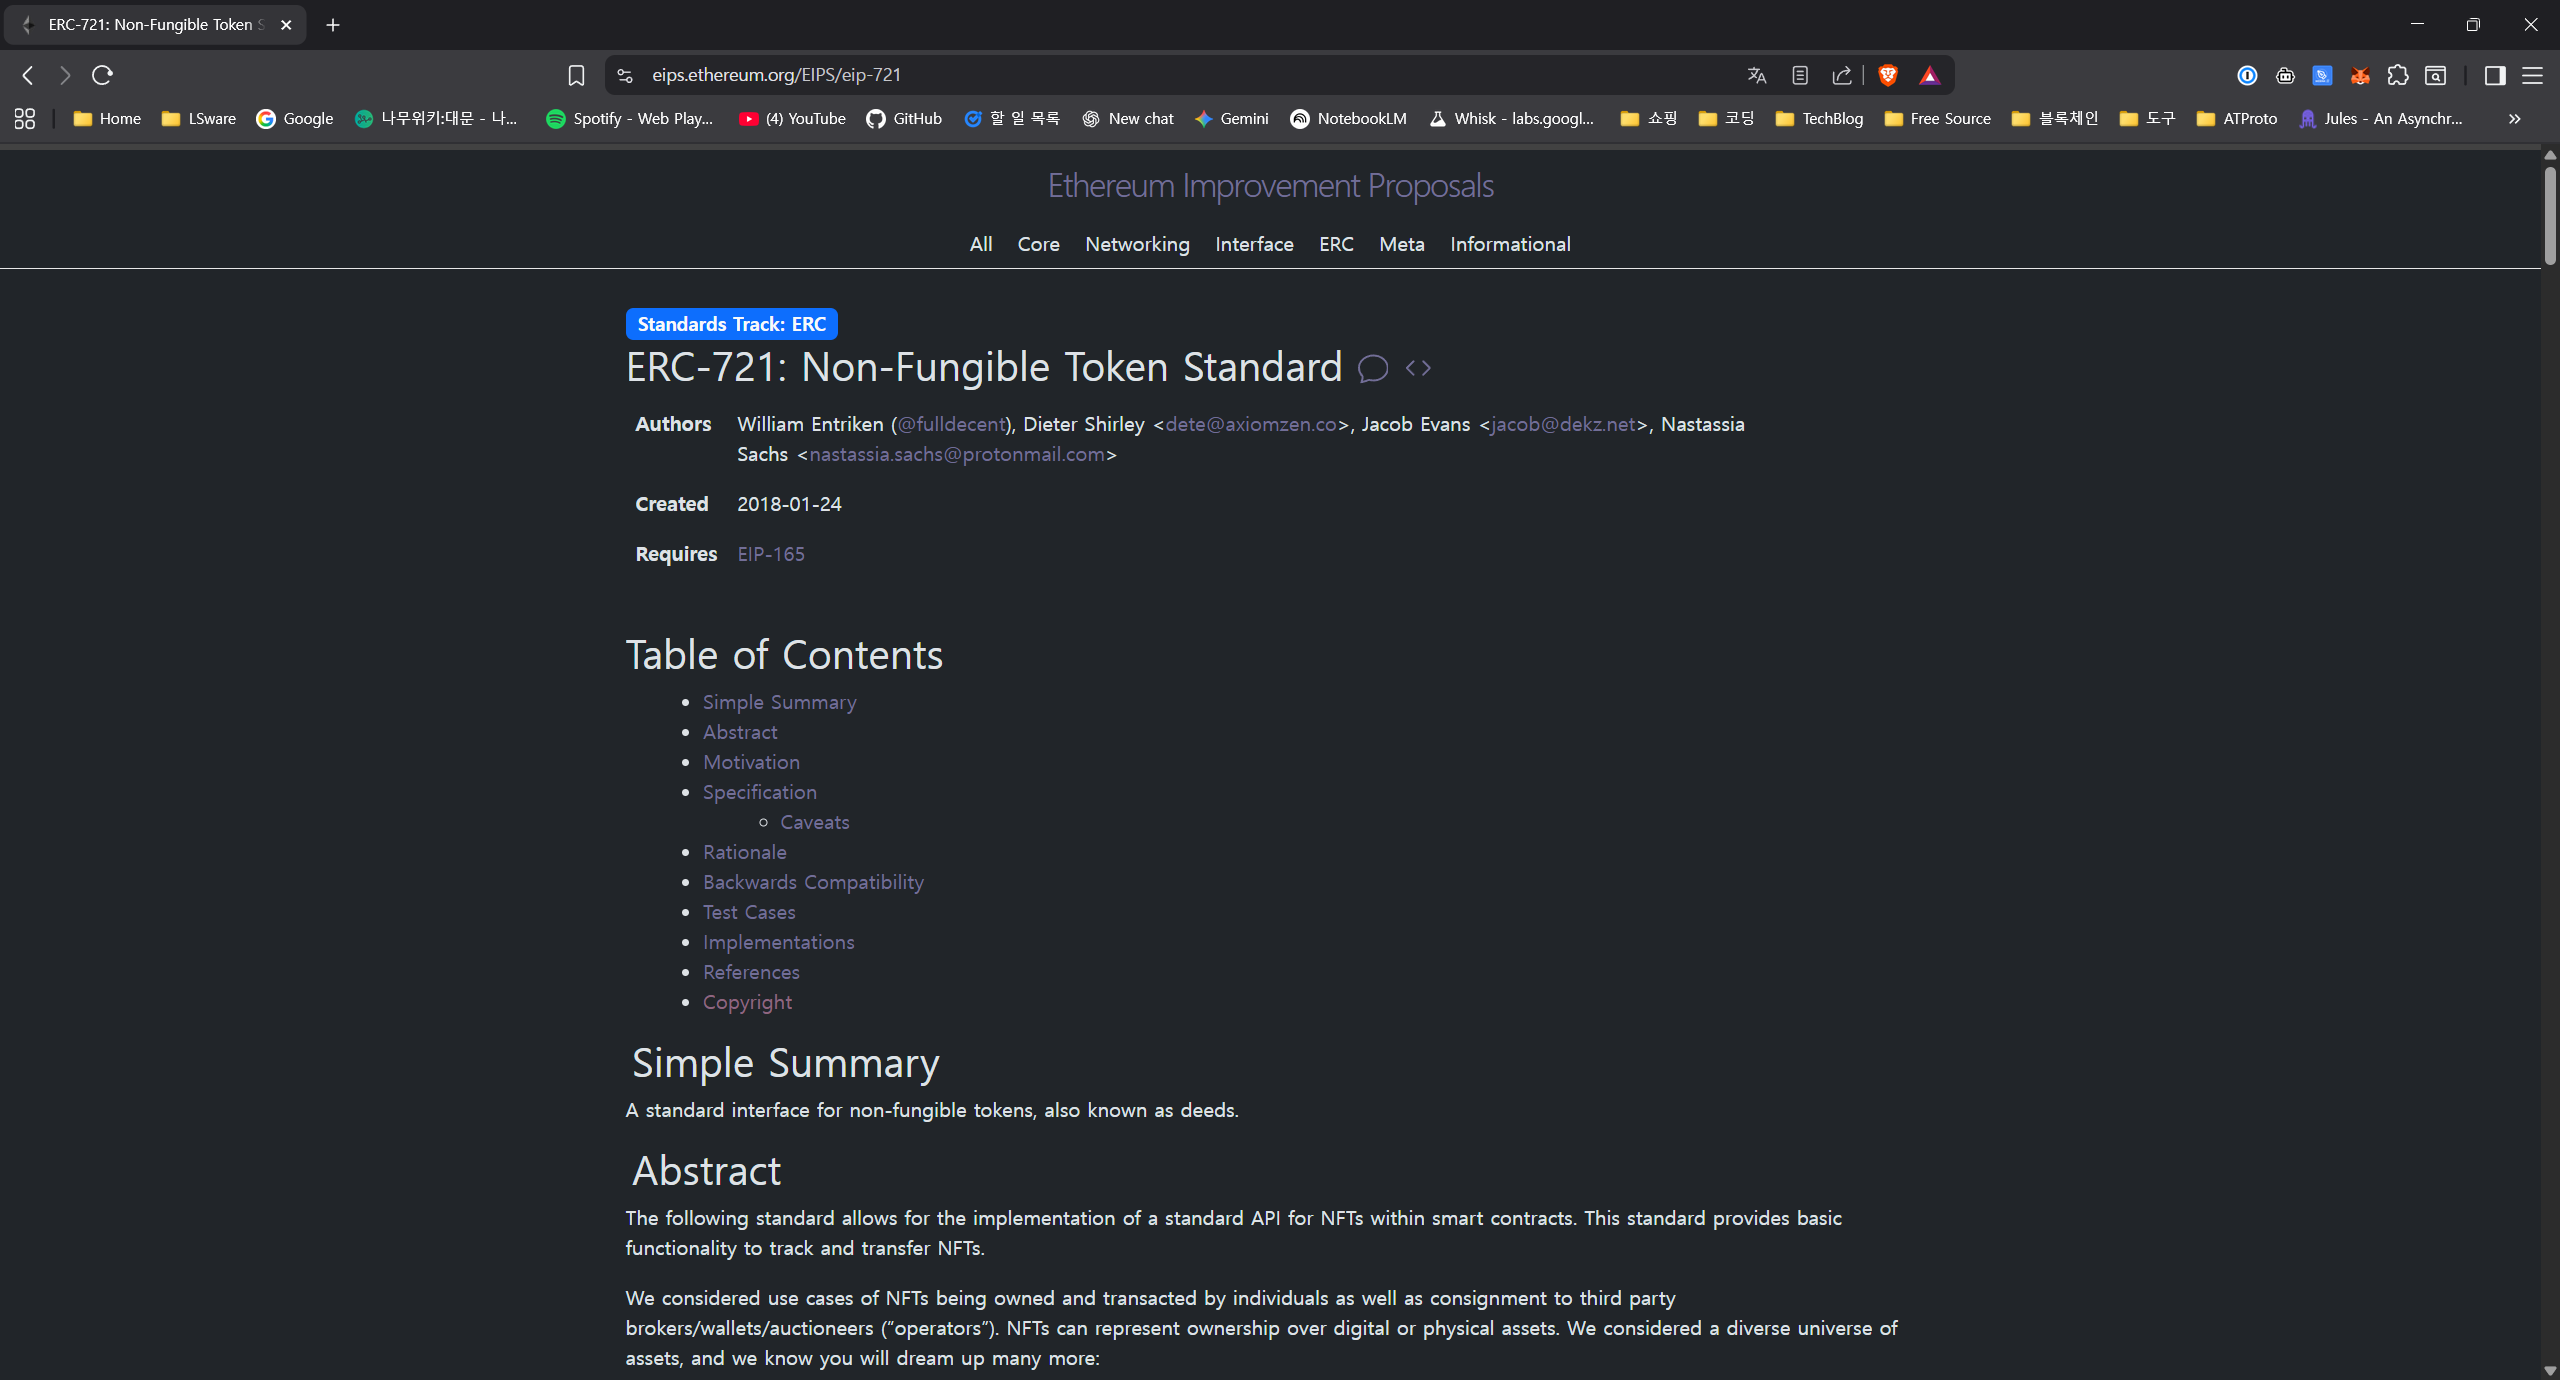 ERC-721: Non-Fungible Token S
eips.ethereum.org/EIPS/eip-721
Home LSware Google 나무위키:대문 - 나... Spotify - Web Play... (4) YouTube GitHub 할 일 목록 New chat Gemini NotebookLM Whisk - labs.googl... 쇼핑 코딩 TechBlog Free Source 블록체인 도구 ATProto Jules - An Asynchr... »
Ethereum Improvement Proposals
All Core Networking Interface ERC Meta Informational
Standards Track: ERC
ERC-721: Non-Fungible Token Standard
Authors William Entriken (@fulldecent), Dieter Shirley <dete@axiomzen.co>, Jacob Evans <jacob@dekz.net>, Nastassia
Sachs <nastassia.sachs@protonmail.com>
Created 2018-01-24
Requires EIP-165
Table of Contents
Simple Summary
Abstract
Motivation
Specification
Caveats
Rationale
Backwards Compatibility
Test Cases
Implementations
References
Copyright
Simple Summary
A standard interface for non-fungible tokens, also known as deeds.
Abstract
The following standard allows for the implementation of a standard API for NFTs within smart contracts. This standard provides basic
functionality to track and transfer NFTs.
We considered use cases of NFTs being owned and transacted by individuals as well as consignment to third party
brokers/wallets/auctioneers (“operators”). NFTs can represent ownership over digital or physical assets. We considered a diverse universe of
assets, and we know you will dream up many more: